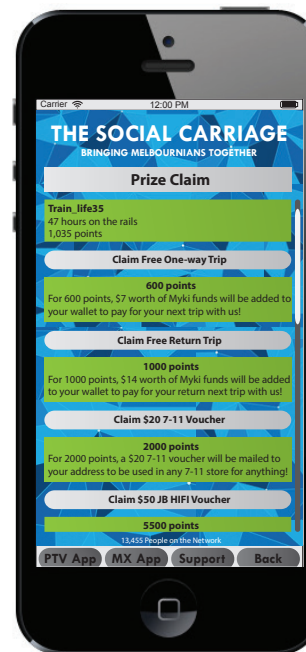 Carrier 12:00 PM
THE SOCIAL CARRIAGE
BRINGING MELBOURNIANS TOGETHER
Prize Claim
Train_life35
47 hours on the rails
1,035 points
Claim Free One-way Trip
600 points
For 600 points, $7 worth of Myki funds will be added to
your wallet to pay for your next trip with us!
Claim Free Return Trip
1000 points
For 1000 points, $14 worth of Myki funds will be added
to your wallet to pay for your return next trip with us!
Claim $20 7-11 Voucher
2000 points
For 2000 points, a $20 7-11 voucher will be mailed to
your address to be used in any 7-11 store for anything!
Claim $50 JB HIFI Voucher
5500 points
13,455 People on the Network
PTV App MX App Support Back